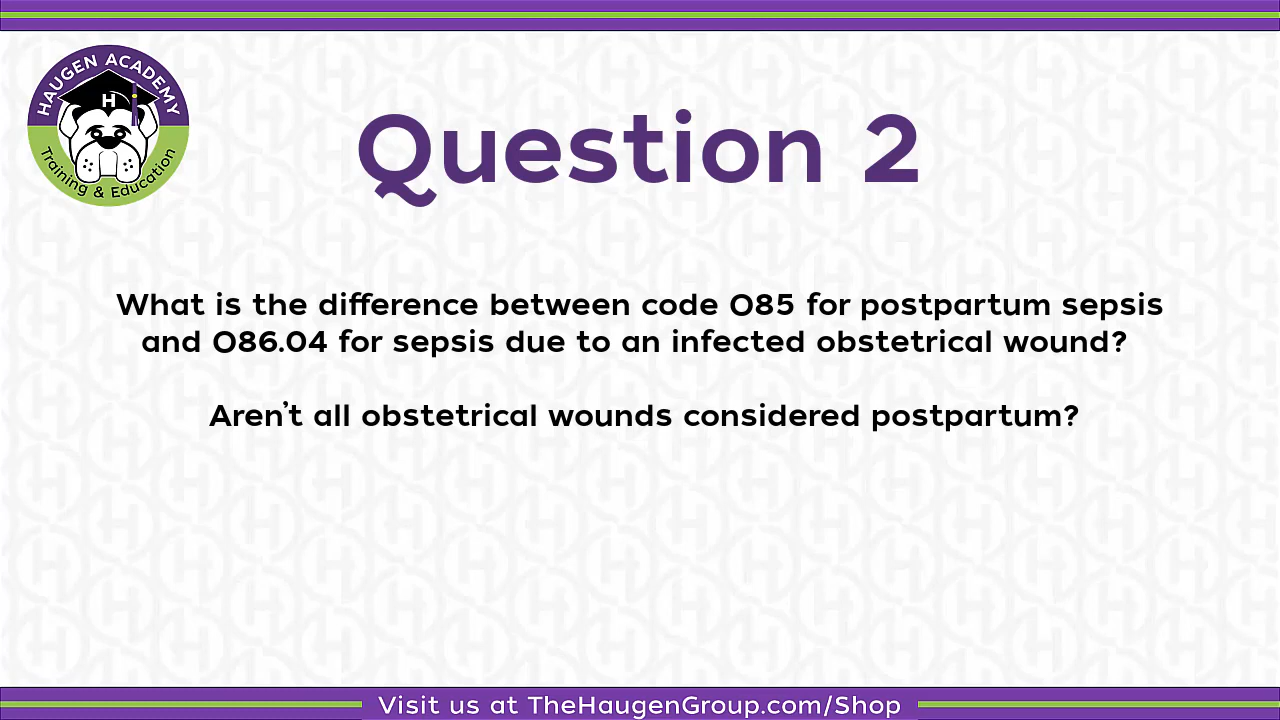 HAUGEN ACADEMY
H
Training & Education
Question 2
What is the difference between code O85 for postpartum sepsis
and O86.04 for sepsis due to an infected obstetrical wound?
Aren’t all obstetrical wounds considered postpartum?
Visit us at TheHaugenGroup.com/Shop